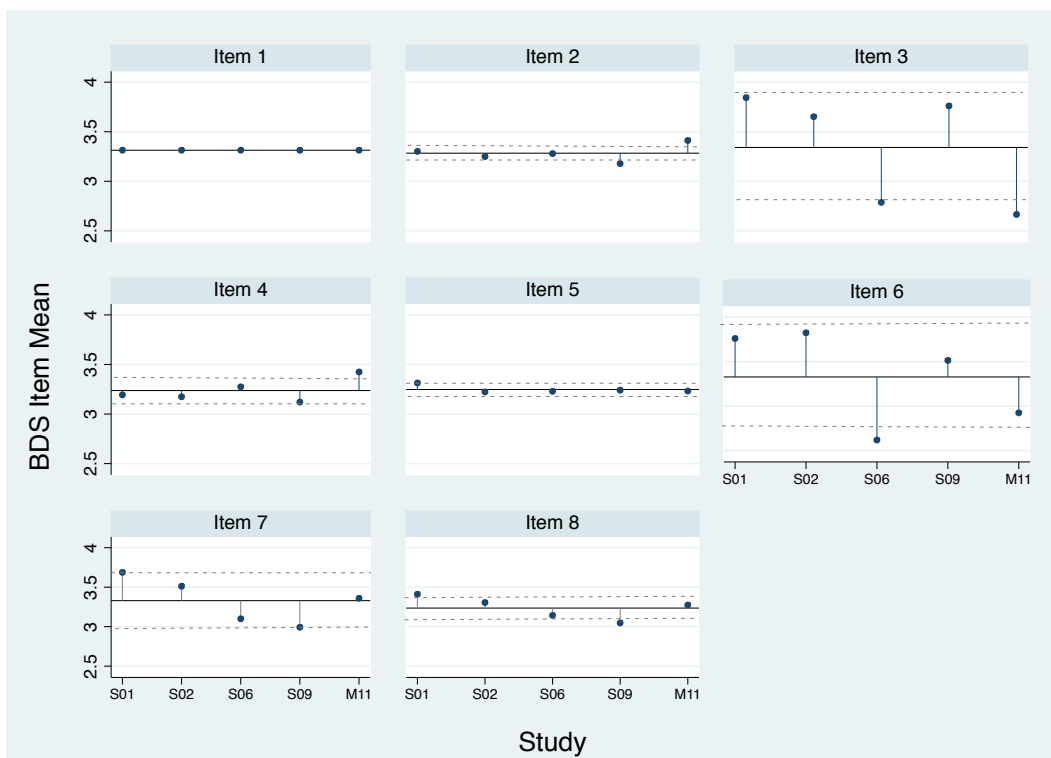 Item 1
Item 2
Item 3
4
3.5
3
2.5
Item 4
Item 5
Item 6
4
3.5
3
2.5
S01 S02 S06 S09 M11
Item 7
Item 8
4
3.5
3
2.5
S01 S02 S06 S09 M11
S01 S02 S06 S09 M11
BDS Item Mean
Study